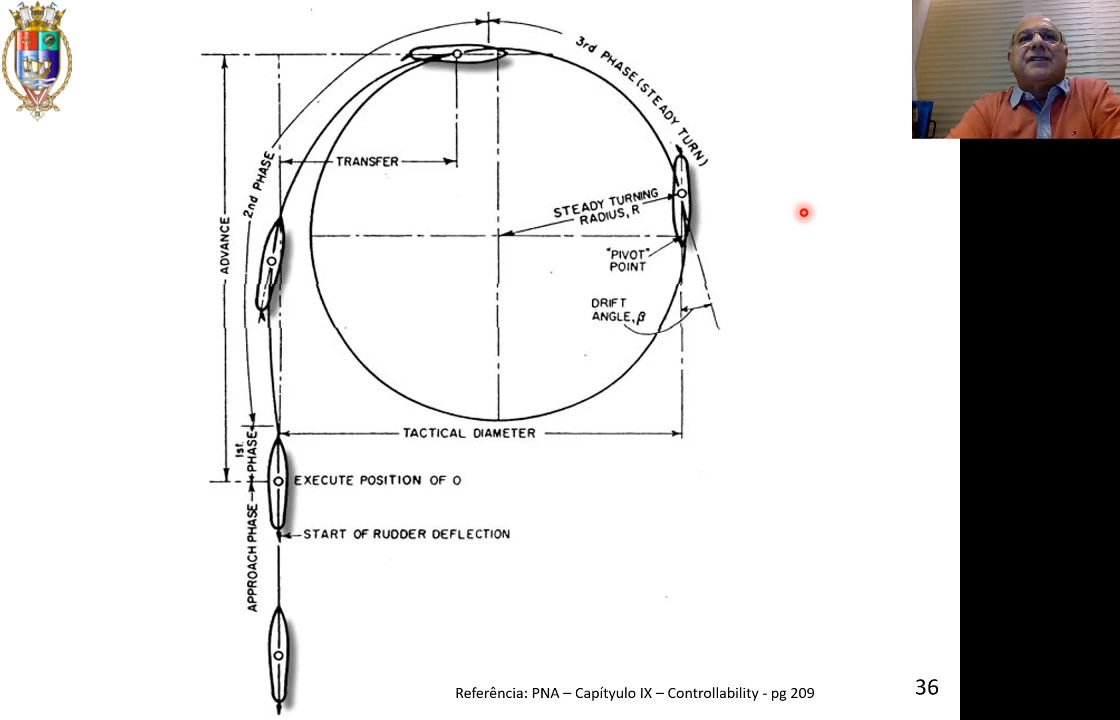 3rd PHASE (STEADY TURN)
2nd PHASE
TRANSFER
ADVANCE
STEADY TURNING
RADIUS, R
"PIVOT"
POINT
DRIFT
ANGLE, β
TACTICAL DIAMETER
1st.
PHASE
EXECUTE POSITION OF O
APPROACH PHASE
START OF RUDDER DEFLECTION
Referência: PNA – Capítyulo IX – Controllability - pg 209
36